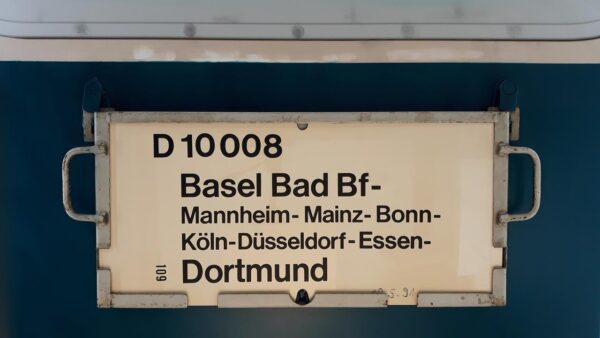 D 10 008
Basel Bad Bf-
Mannheim- Mainz- Bonn-
Köln-Düsseldorf-Essen-
Dortmund
109